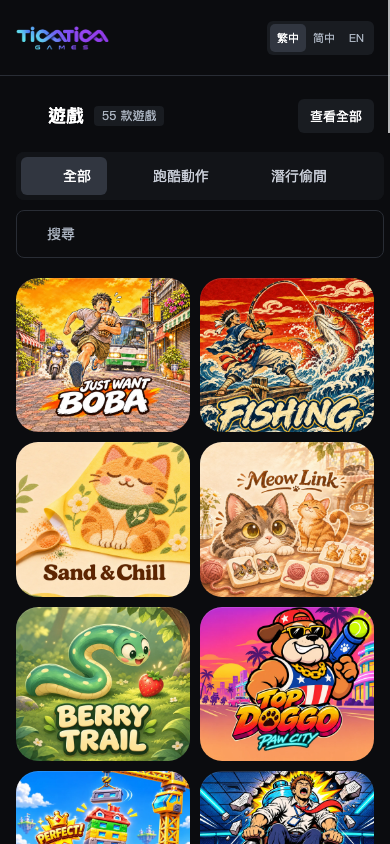 TICATICA
GAMES
繁中 简中 EN
遊戲 55 款遊戲 查看全部
全部 跑酷動作 潛行偷閒
搜尋
JUST WANT
BOBA
FISHING
Sand & Chill
Meow Link
BERRY
TRAIL
TOP
DOGGO
PAW CITY
PERFECT!